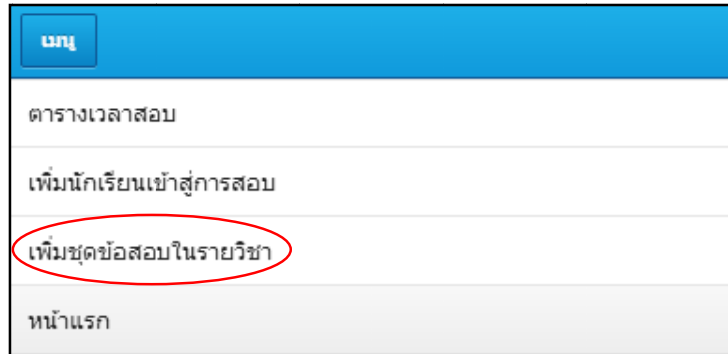 เมนู
ตารางเวลาสอบ
เพิ่มนักเรียนเข้าสู่การสอบ
เพิ่มชุดข้อสอบในรายวิชา
หน้าแรก